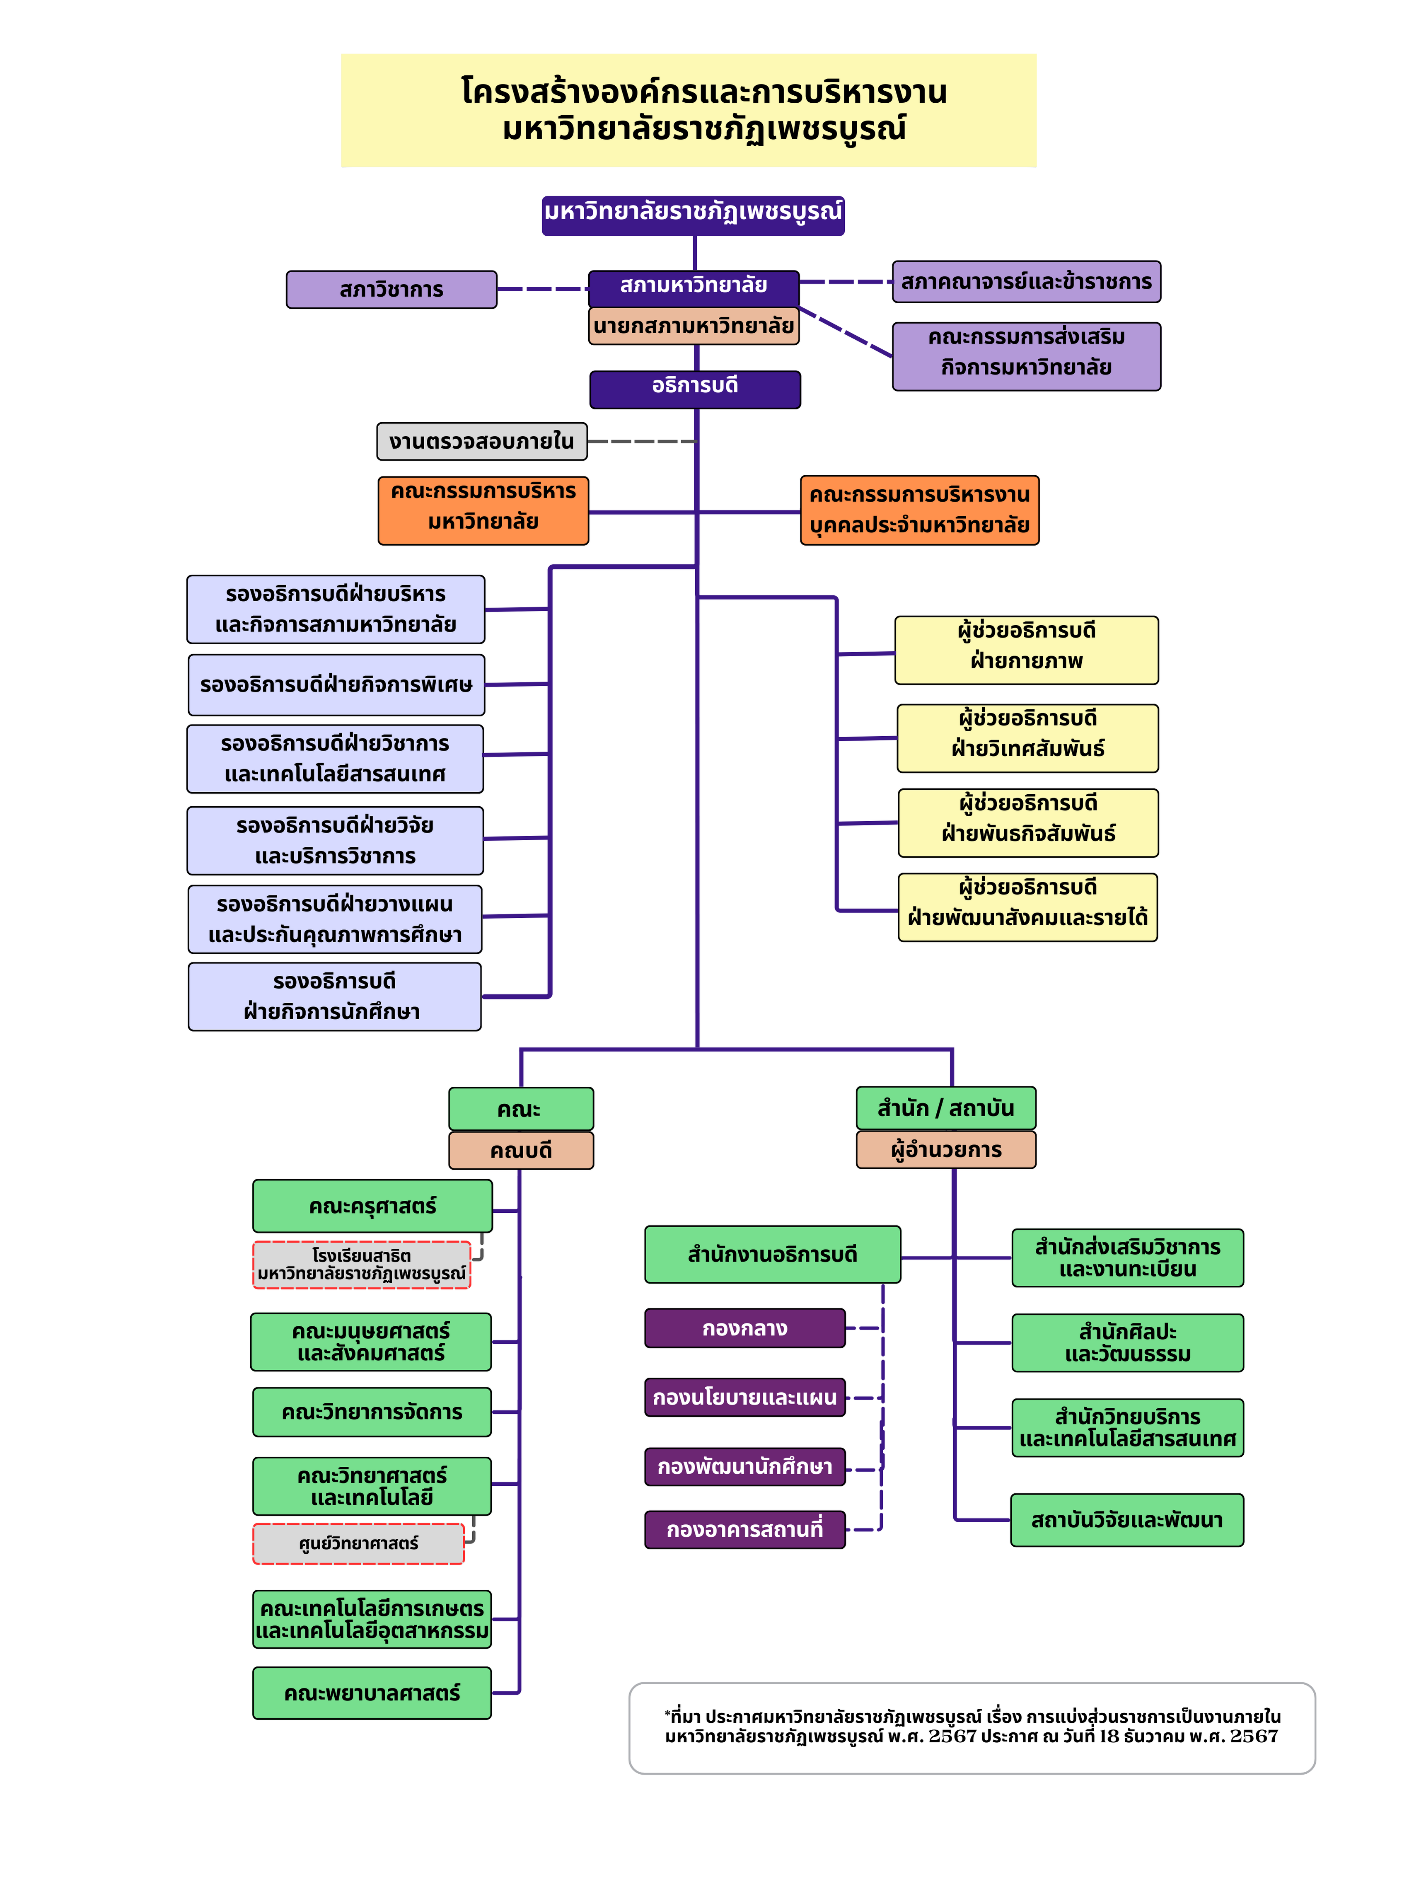 โครงสร้างองค์กรและการบริหารงาน
มหาวิทยาลัยราชภัฏเพชรบูรณ์
มหาวิทยาลัยราชภัฏเพชรบูรณ์
สภาวิชาการ
สภามหาวิทยาลัย
นายกสภามหาวิทยาลัย
สภาคณาจารย์และข้าราชการ
คณะกรรมการส่งเสริม
กิจการมหาวิทยาลัย
อธิการบดี
งานตรวจสอบภายใน
คณะกรรมการบริหาร
มหาวิทยาลัย
คณะกรรมการบริหารงาน
บุคคลประจำมหาวิทยาลัย
รองอธิการบดีฝ่ายบริหาร
และกิจการสภามหาวิทยาลัย
รองอธิการบดีฝ่ายกิจการพิเศษ
รองอธิการบดีฝ่ายวิชาการ
และเทคโนโลยีสารสนเทศ
รองอธิการบดีฝ่ายวิจัย
และบริการวิชาการ
รองอธิการบดีฝ่ายวางแผน
และประกันคุณภาพการศึกษา
รองอธิการบดี
ฝ่ายกิจการนักศึกษา
ผู้ช่วยอธิการบดี
ฝ่ายกายภาพ
ผู้ช่วยอธิการบดี
ฝ่ายวิเทศสัมพันธ์
ผู้ช่วยอธิการบดี
ฝ่ายพันธกิจสัมพันธ์
ผู้ช่วยอธิการบดี
ฝ่ายพัฒนาสังคมและรายได้
คณะ
คณบดี
คณะครุศาสตร์
โรงเรียนสาธิต
มหาวิทยาลัยราชภัฏเพชรบูรณ์
คณะมนุษยศาสตร์
และสังคมศาสตร์
คณะวิทยาการจัดการ
คณะวิทยาศาสตร์
และเทคโนโลยี
ศูนย์วิทยาศาสตร์
คณะเทคโนโลยีการเกษตร
และเทคโนโลยีอุตสาหกรรม
คณะพยาบาลศาสตร์
สำนัก / สถาบัน
ผู้อำนวยการ
สำนักงานอธิการบดี
กองกลาง
กองนโยบายและแผน
กองพัฒนานักศึกษา
กองอาคารสถานที่
สำนักส่งเสริมวิชาการ
และงานทะเบียน
สำนักศิลปะ
และวัฒนธรรม
สำนักวิทยบริการ
และเทคโนโลยีสารสนเทศ
สถาบันวิจัยและพัฒนา
*ที่มา ประกาศมหาวิทยาลัยราชภัฏเพชรบูรณ์ เรื่อง การแบ่งส่วนราชการเป็นงานภายใน
มหาวิทยาลัยราชภัฏเพชรบูรณ์ พ.ศ. 2567 ประกาศ ณ วันที่ 18 ธันวาคม พ.ศ. 2567